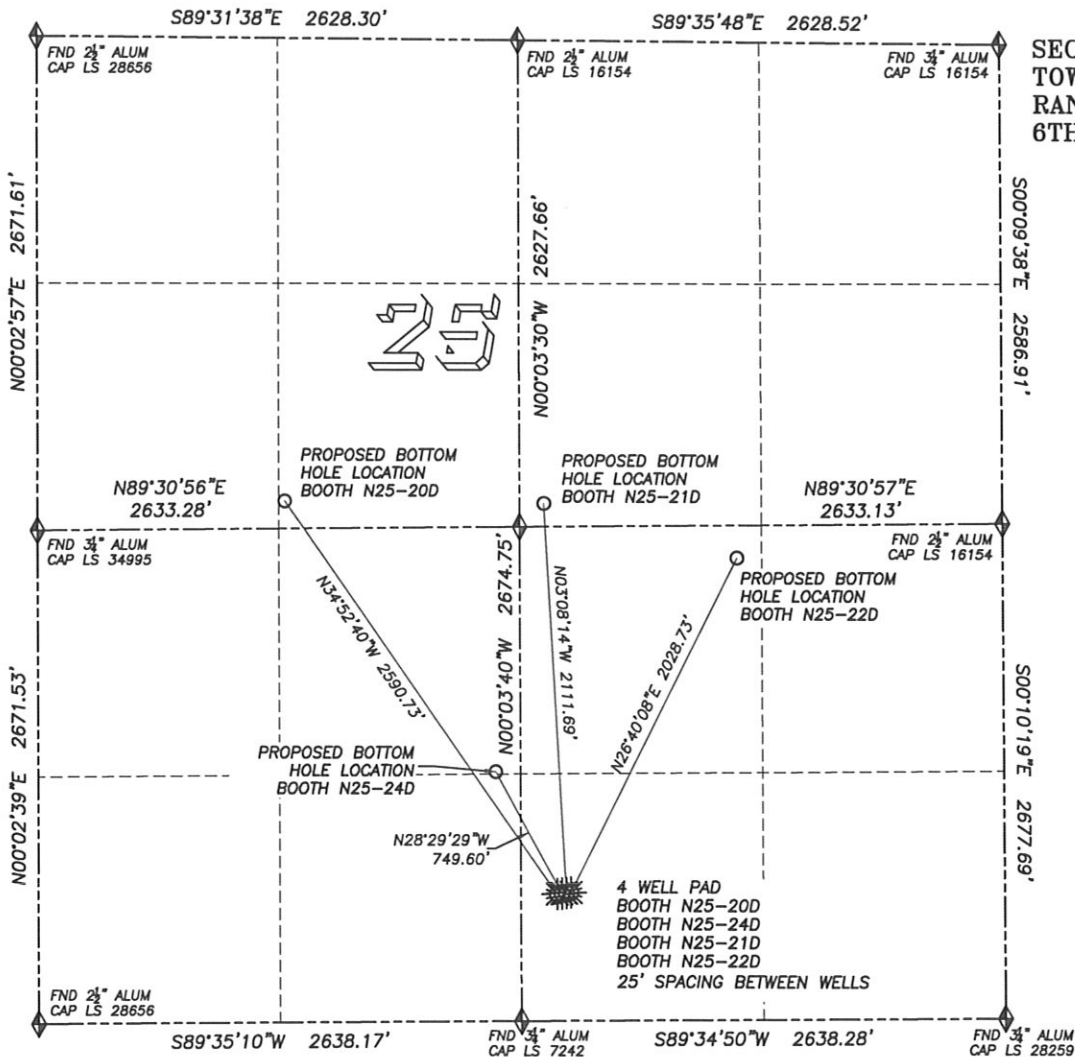 S89°31'38"E 2628.30'
S89°35'48"E 2628.52'
FND 2½" ALUM
CAP LS 28656
FND 2½" ALUM
CAP LS 16154
FND 3¼" ALUM
CAP LS 16154
SEC
TOW
RAN
6TH
N00°02'57"E 2671.61'
N00°03'30"W 2627.66'
S00°09'38"E 2586.91'
25
PROPOSED BOTTOM
HOLE LOCATION
BOOTH N25-20D
PROPOSED BOTTOM
HOLE LOCATION
BOOTH N25-21D
N89°30'56"E
2633.28'
N89°30'57"E
2633.13'
FND 3¼" ALUM
CAP LS 34995
FND 2½" ALUM
CAP LS 16154
PROPOSED BOTTOM
HOLE LOCATION
BOOTH N25-22D
N34°52'40"W 2590.73'
N00°03'40"W 2674.75'
N03°08'14"W 2111.69'
N26°40'08"E 2028.73'
N00°02'39"E 2671.53'
S00°10'19"E 2677.69'
PROPOSED BOTTOM
HOLE LOCATION
BOOTH N25-24D
N28°29'29"W
749.60'
4 WELL PAD
BOOTH N25-20D
BOOTH N25-24D
BOOTH N25-21D
BOOTH N25-22D
25' SPACING BETWEEN WELLS
FND 2½" ALUM
CAP LS 28656
S89°35'10"W 2638.17'
FND 3¼" ALUM
CAP LS 7242
S89°34'50"W 2638.28'
FND 3¼" ALUM
CAP LS 28259